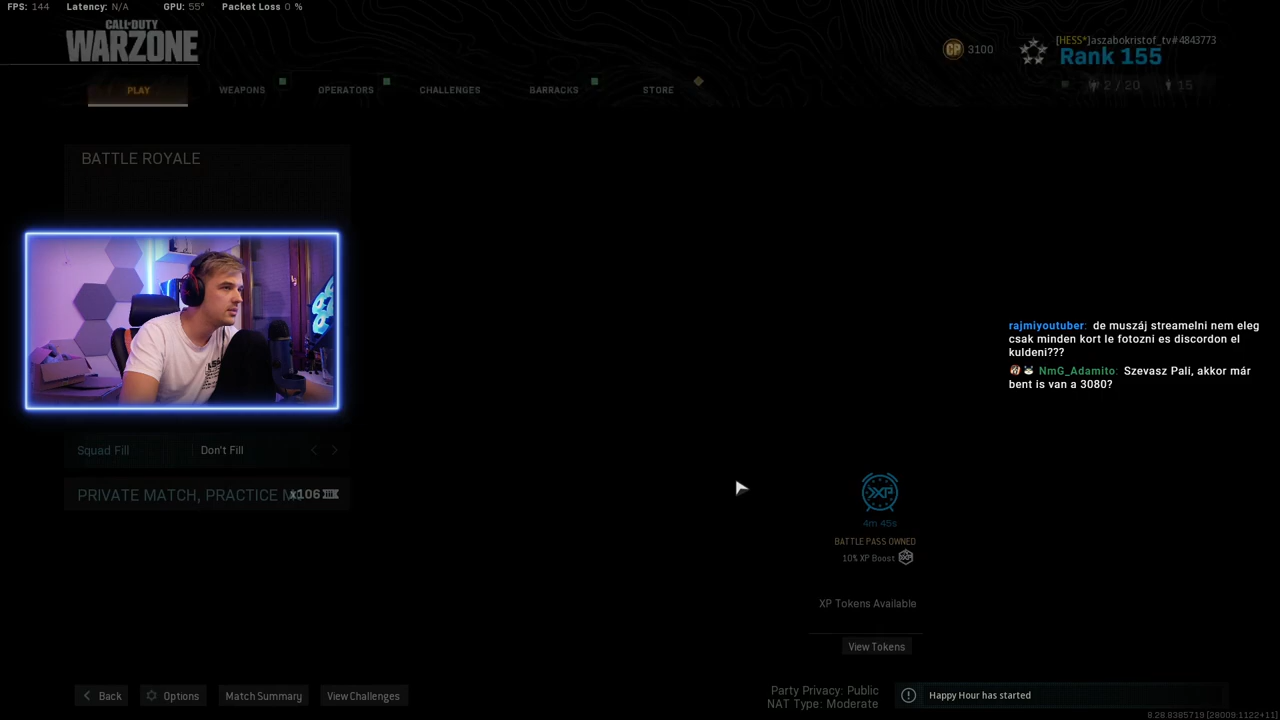 FPS: 144 Latency: N/A GPU: 55° Packet Loss 0 %
CALL OF DUTY
WARZONE
3100
[HESS*]aszabokristof_tv#4843773
Rank 155
2 / 20 15
PLAY WEAPONS OPERATORS CHALLENGES BARRACKS STORE
BATTLE ROYALE
rajmiyoutuber: de muszáj streamelni nem eleg
csak minden kort le fotozni es discordon el
kuldeni???
NmG_Adamito: Szevasz Pali, akkor már
bent is van a 3080?
Squad Fill Don't Fill
PRIVATE MATCH, PRACTICE x106
XP
4m 45s
BATTLE PASS OWNED
10% XP Boost
XP Tokens Available
View Tokens
Back Options Match Summary View Challenges
Party Privacy: Public
NAT Type: Moderate
Happy Hour has started